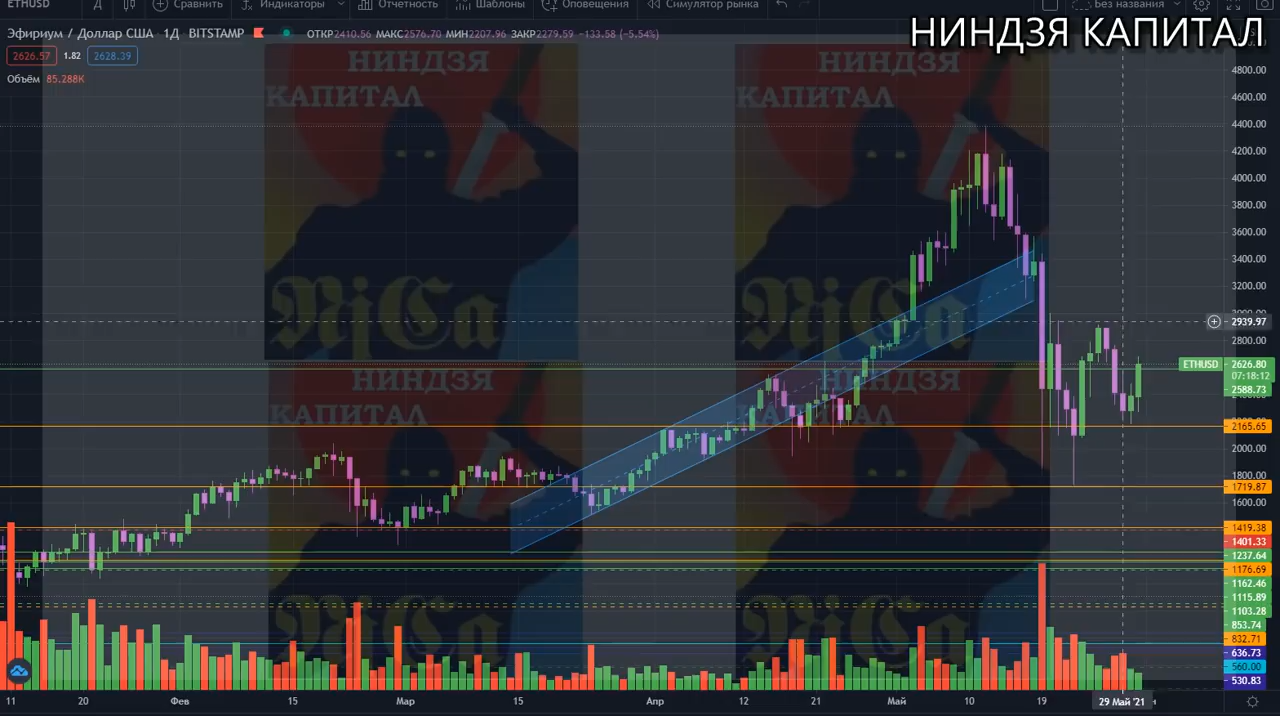 ETHUSD Д Сравнить Индикаторы Отчётность Шаблоны Оповещения Симулятор рынка Без названия
НИНДЗЯ КАПИТАЛ
Эфириум / Доллар США 1Д BITSTAMP ОТКР2410.56 МАКС2576.70 МИН2207.96 ЗАКР2279.59 −133.58 (−5.54%)
2626.57 1.82 2628.39
Объём 85.288K
НИНДЗЯ
КАПИТАЛ
NjCa
НИНДЗЯ
КАПИТАЛ
NjCa
НИНДЗЯ
КАПИТАЛ
NjCa
НИНДЗЯ
КАПИТАЛ
NjCa
4800.00
4600.00
4400.00
4200.00
4000.00
3800.00
3600.00
3400.00
3200.00
2939.97
2800.00
ETHUSD 2626.80
07:18:12
2588.73
2165.65
2000.00
1800.00
1719.87
1600.00
1419.38
1401.33
1237.64
1176.69
1162.46
1115.89
1103.28
853.74
832.71
636.73
560.00
530.83
11 20 Фев 15 Мар 15 Апр 12 21 Май 10 19 29 Май '21